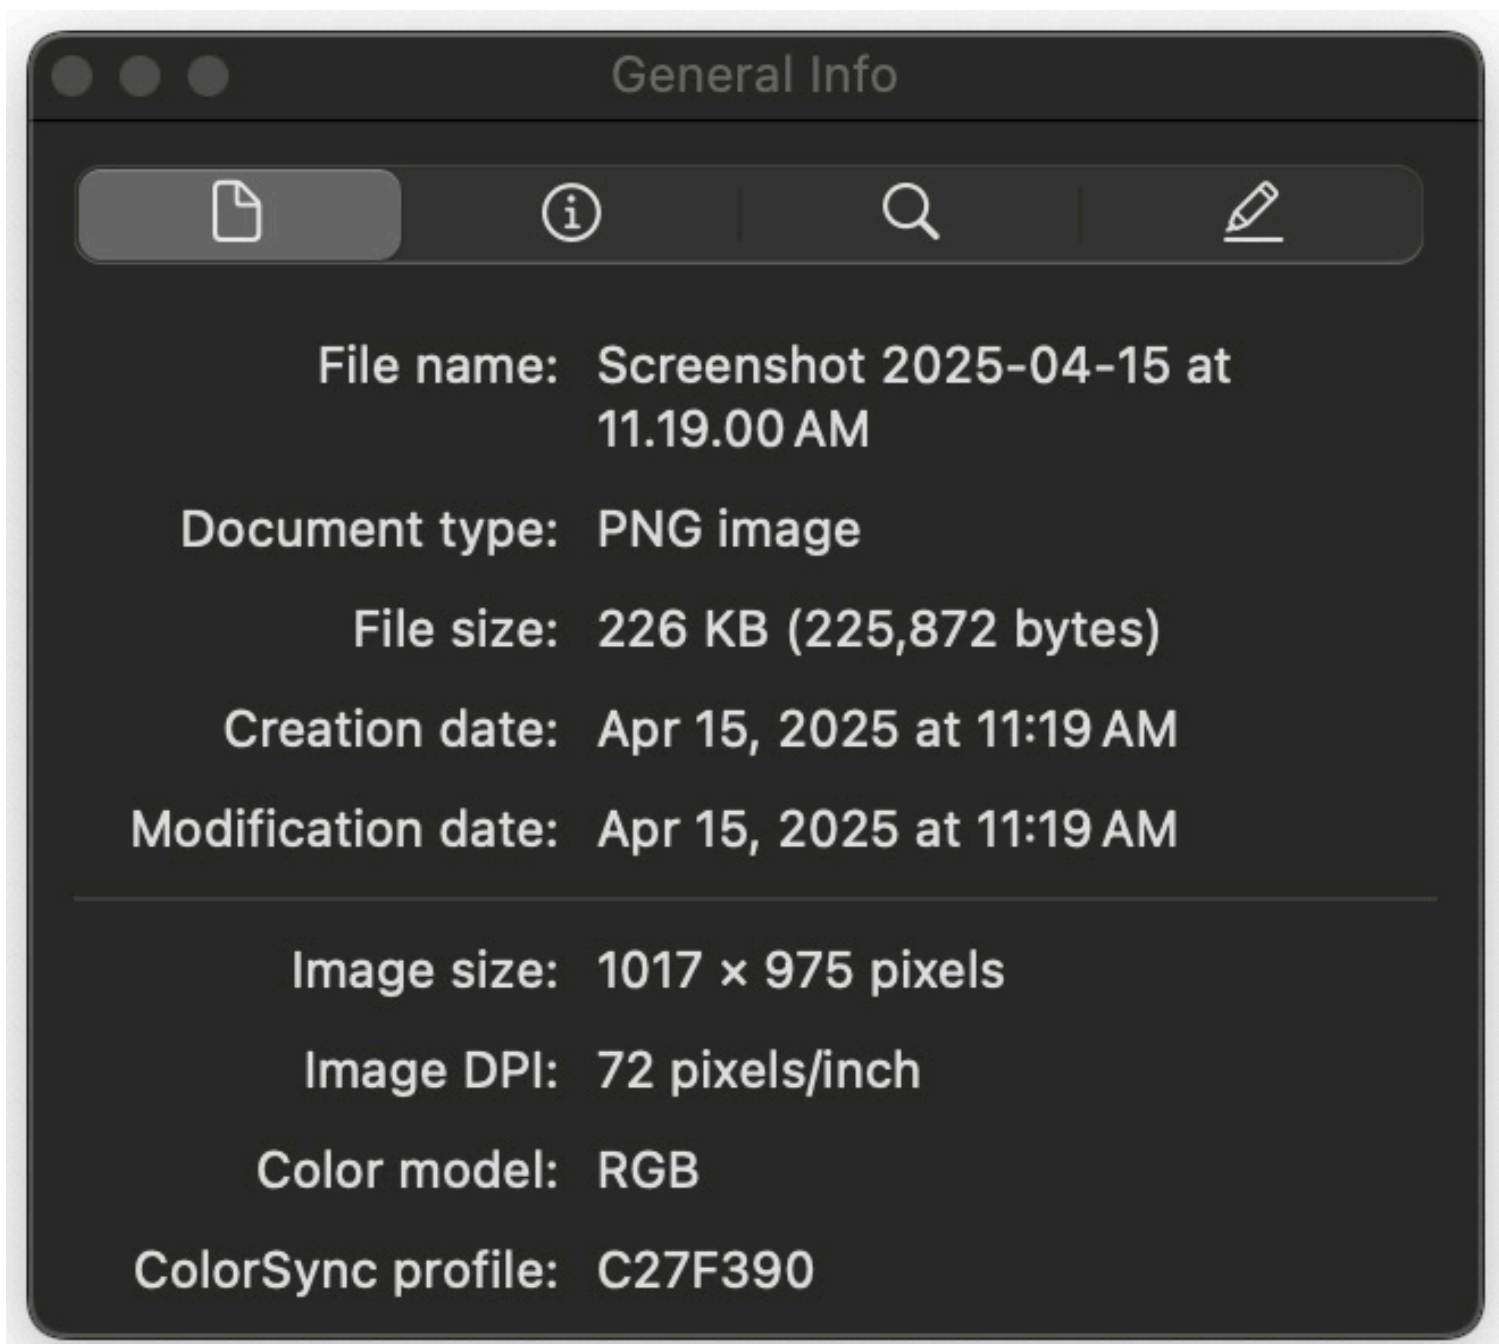 General Info
File name: Screenshot 2025-04-15 at
11.19.00 AM
Document type: PNG image
File size: 226 KB (225,872 bytes)
Creation date: Apr 15, 2025 at 11:19 AM
Modification date: Apr 15, 2025 at 11:19 AM
Image size: 1017 × 975 pixels
Image DPI: 72 pixels/inch
Color model: RGB
ColorSync profile: C27F390